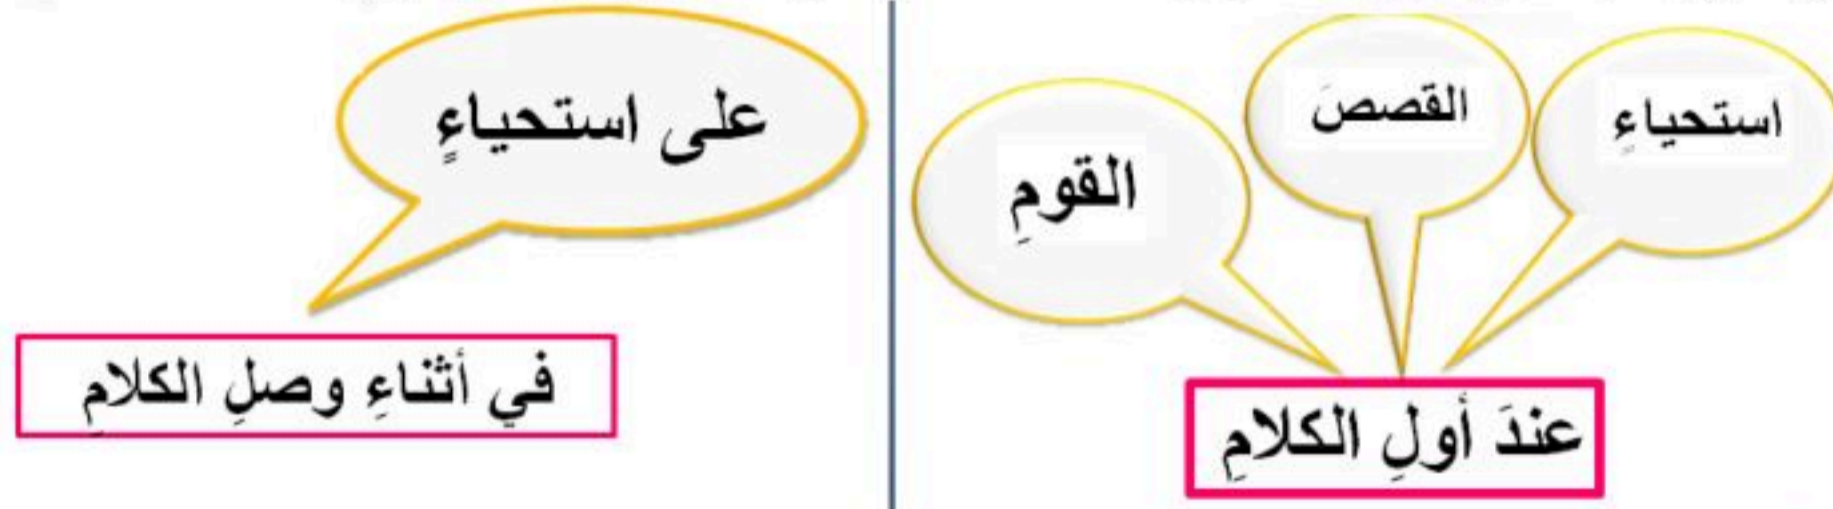 استحياءٍ
القصصَ
القومِ
عندَ أولِ الكلامِ
على استحياءٍ
في أثناءِ وصلِ الكلامِ